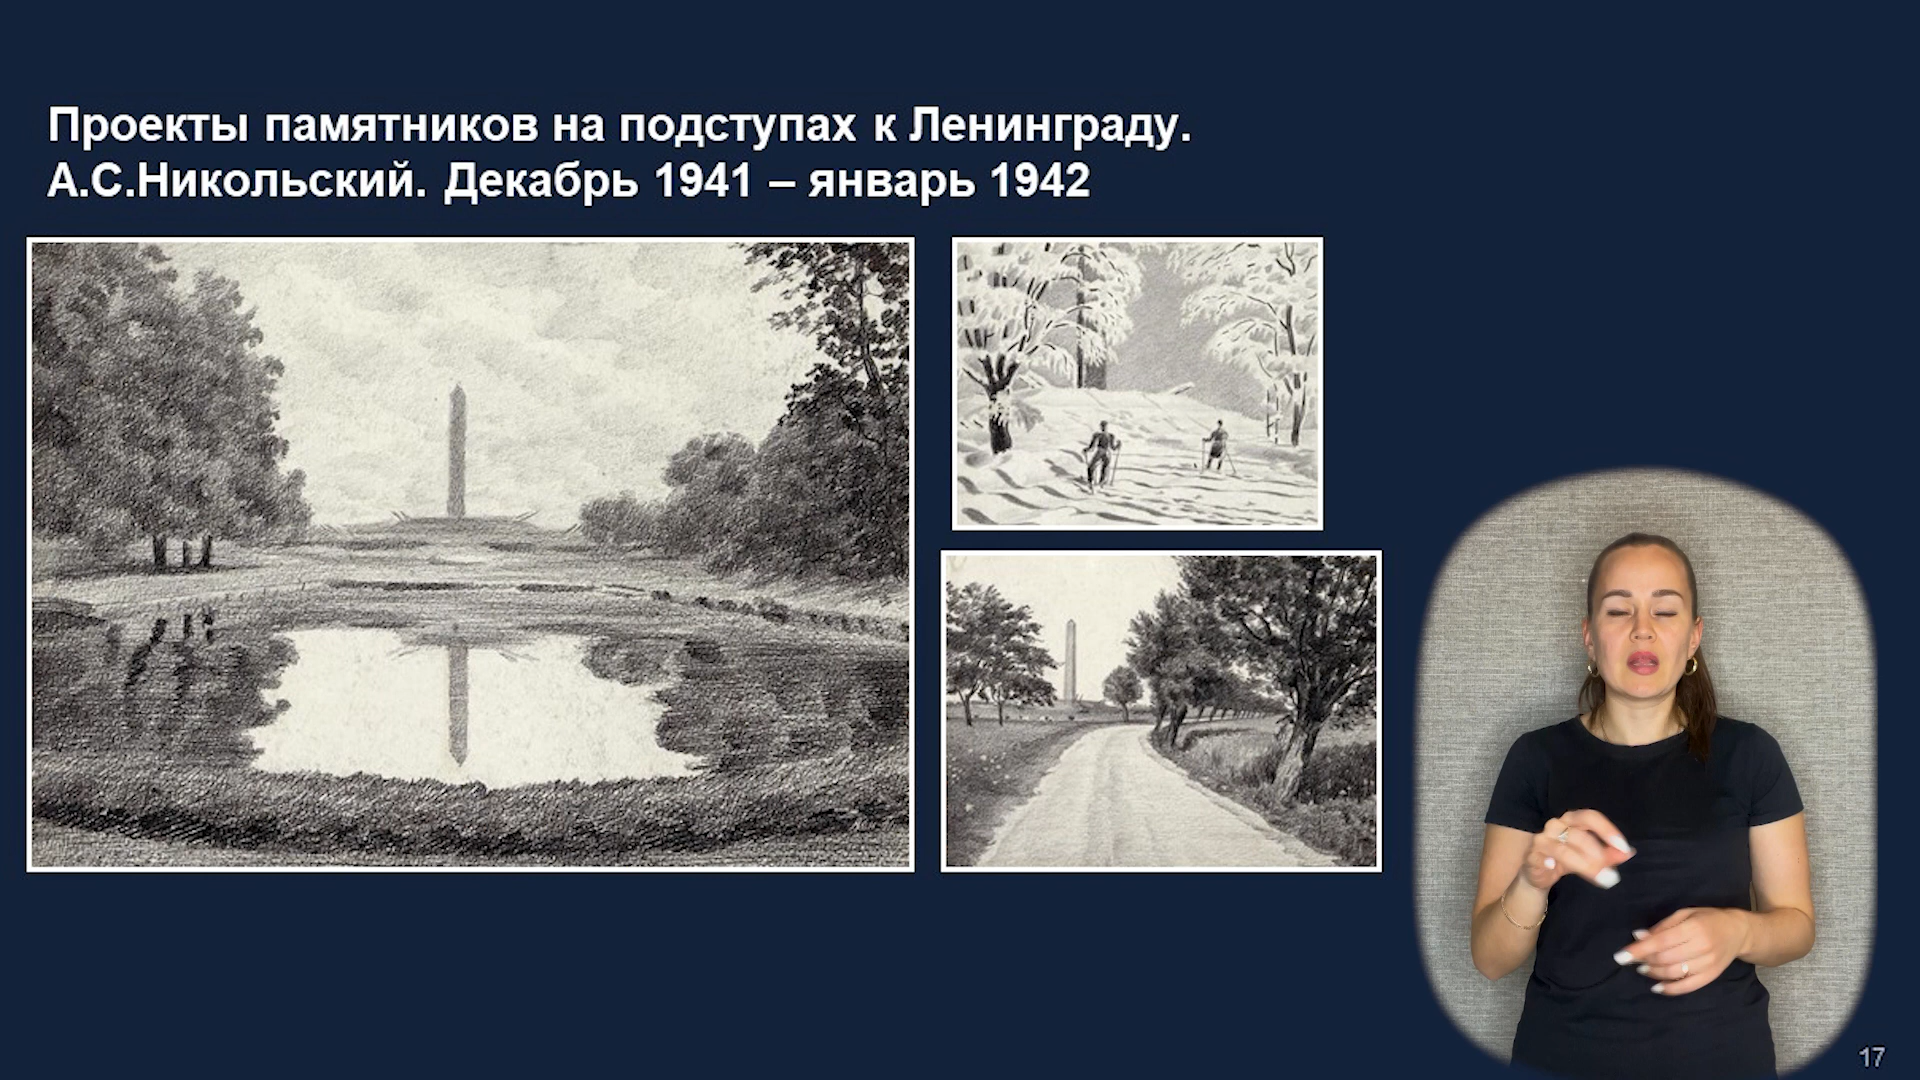 Проекты памятников на подступах к Ленинграду.
А.С.Никольский. Декабрь 1941 – январь 1942
17